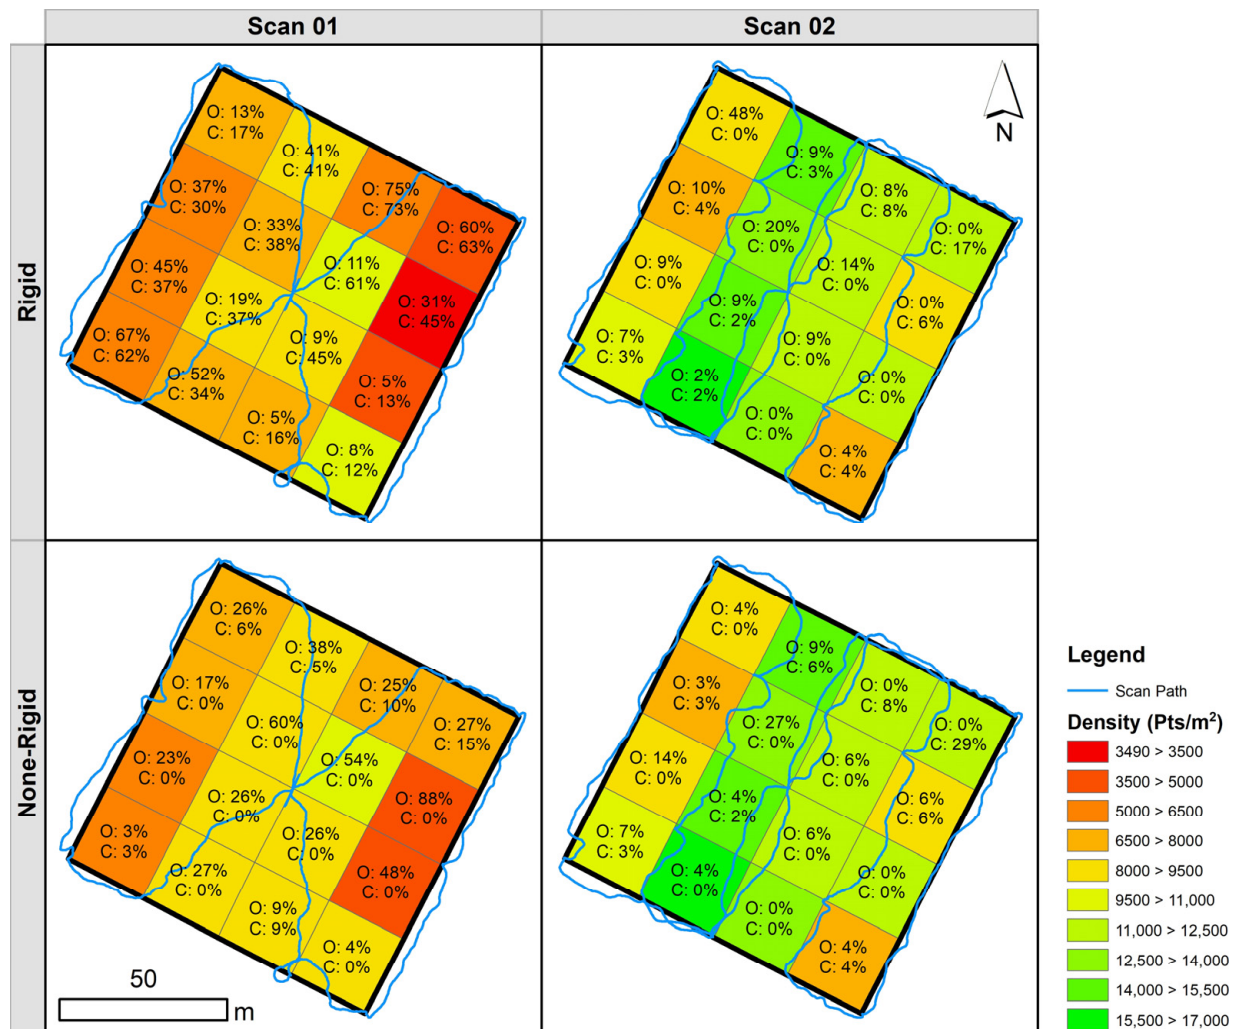 Scan 01
Scan 02
Rigid
O: 13%
C: 17%
O: 41%
C: 41%
O: 75%
C: 73%
O: 60%
C: 63%
O: 37%
C: 30%
O: 33%
C: 38%
O: 11%
C: 61%
O: 31%
C: 45%
O: 45%
C: 37%
O: 19%
C: 37%
O: 9%
C: 45%
O: 5%
C: 13%
O: 67%
C: 62%
O: 52%
C: 34%
O: 5%
C: 16%
O: 8%
C: 12%
N
O: 48%
C: 0%
O: 9%
C: 3%
O: 8%
C: 8%
O: 0%
C: 17%
O: 10%
C: 4%
O: 20%
C: 0%
O: 14%
C: 0%
O: 0%
C: 6%
O: 9%
C: 0%
O: 9%
C: 2%
O: 9%
C: 0%
O: 0%
C: 0%
O: 7%
C: 3%
O: 2%
C: 2%
O: 0%
C: 0%
O: 4%
C: 4%
None-Rigid
O: 26%
C: 6%
O: 38%
C: 5%
O: 25%
C: 10%
O: 27%
C: 15%
O: 17%
C: 0%
O: 60%
C: 0%
O: 54%
C: 0%
O: 88%
C: 0%
O: 23%
C: 0%
O: 26%
C: 0%
O: 26%
C: 0%
O: 48%
C: 0%
O: 3%
C: 3%
O: 27%
C: 0%
O: 9%
C: 9%
O: 4%
C: 0%
50
m
O: 4%
C: 0%
O: 9%
C: 6%
O: 0%
C: 8%
O: 0%
C: 29%
O: 3%
C: 3%
O: 27%
C: 0%
O: 6%
C: 0%
O: 6%
C: 6%
O: 14%
C: 0%
O: 4%
C: 2%
O: 6%
C: 0%
O: 0%
C: 0%
O: 7%
C: 3%
O: 4%
C: 0%
O: 0%
C: 0%
O: 4%
C: 4%
Legend
Scan Path
Density (Pts/m²)
3490 > 3500
3500 > 5000
5000 > 6500
6500 > 8000
8000 > 9500
9500 > 11,000
11,000 > 12,500
12,500 > 14,000
14,000 > 15,500
15,500 > 17,000